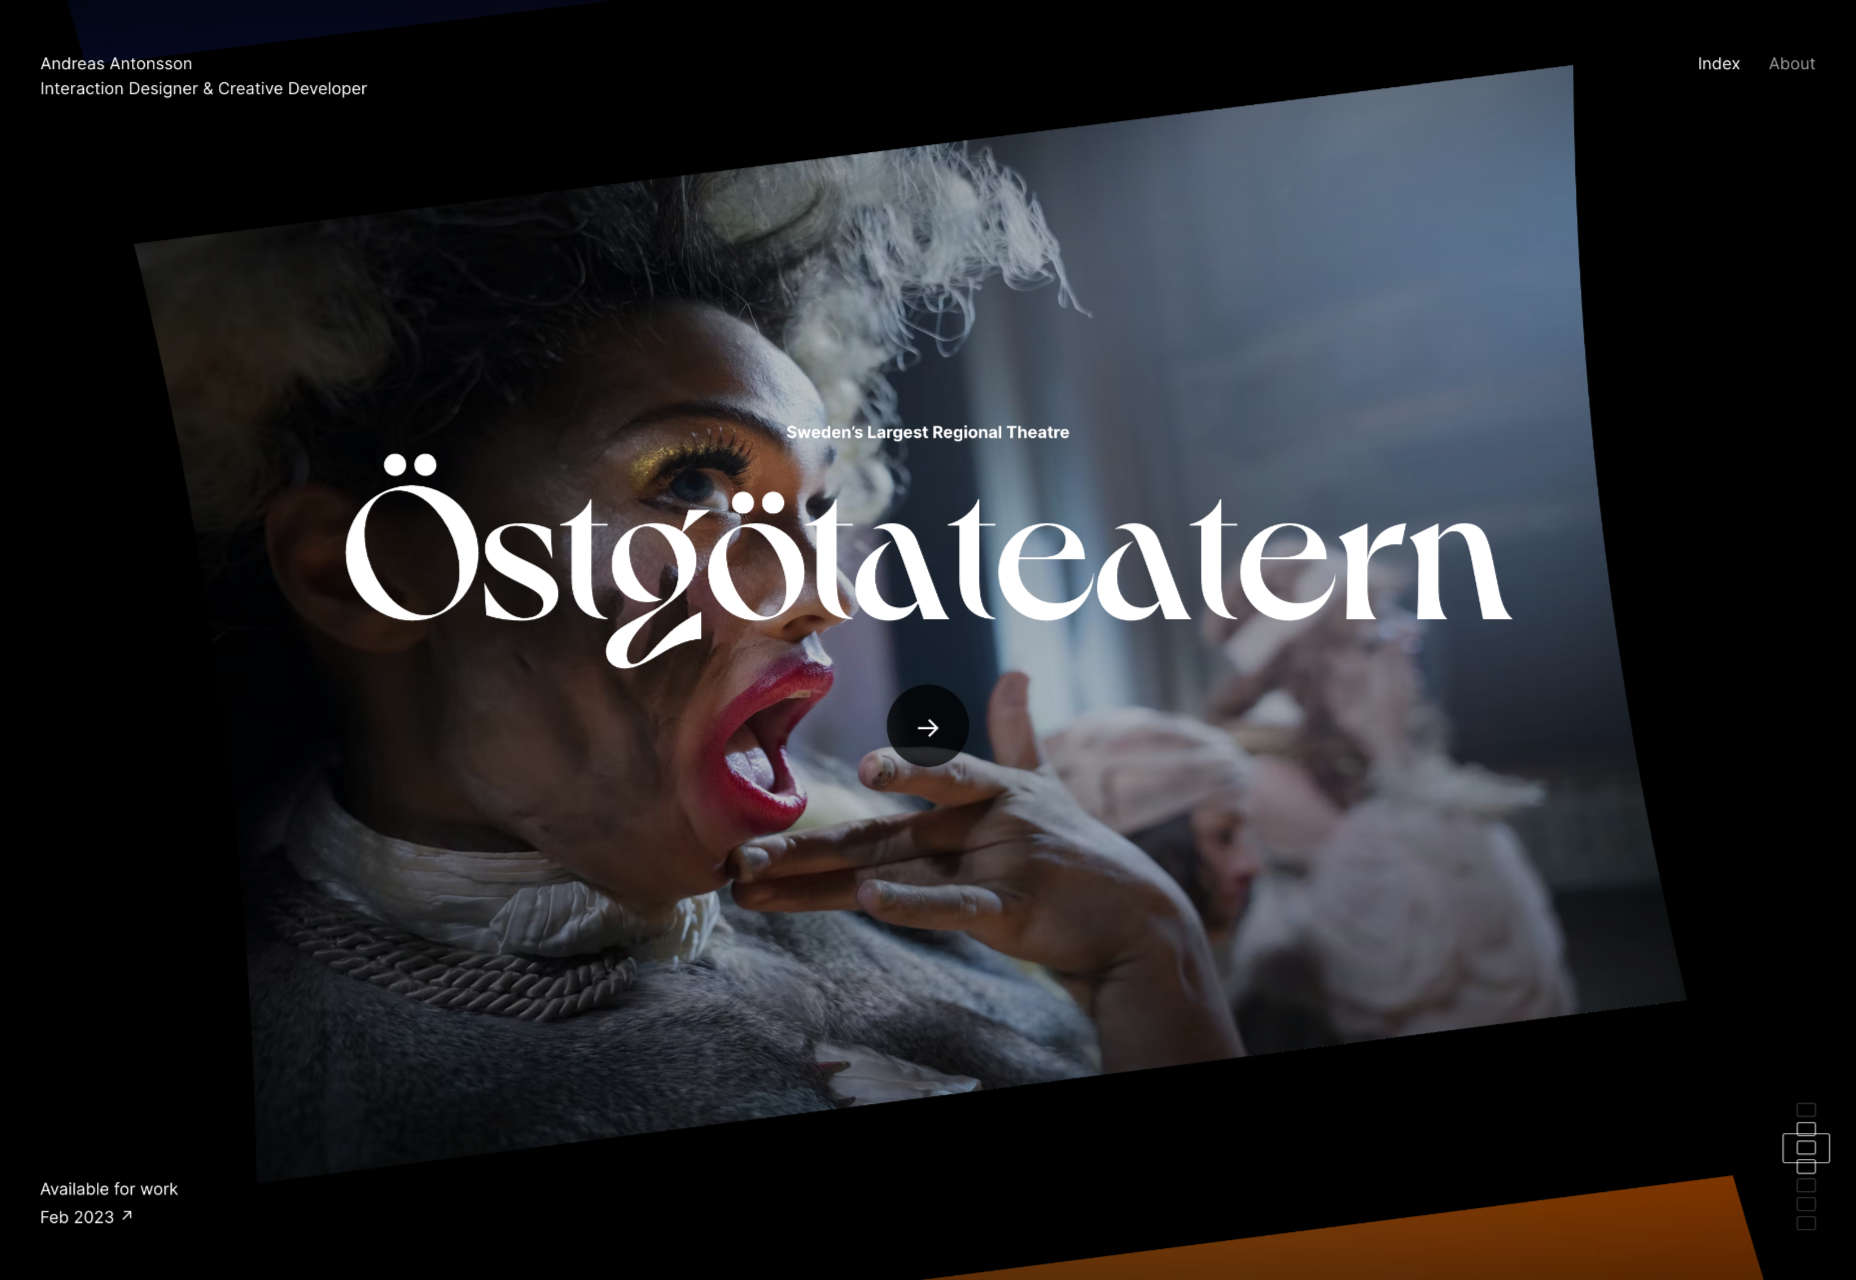 Andreas Antonsson
Interaction Designer & Creative Developer
Index
About
Sweden's Largest Regional Theatre
Östgötateatern
→
Available for work
Feb 2023 ↗